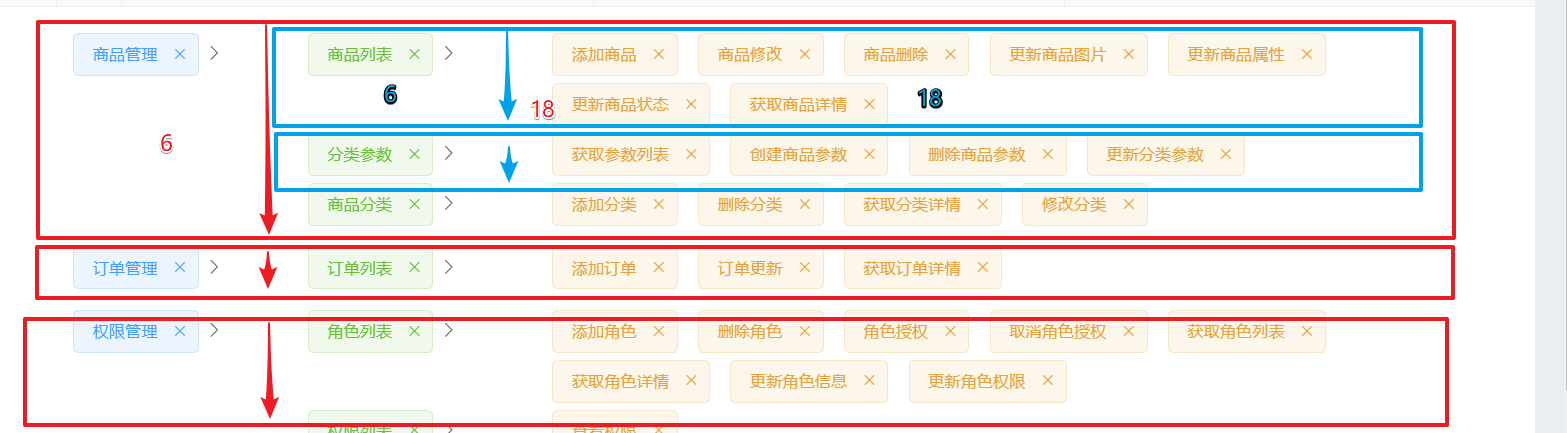 商品管理 商品列表 添加商品 商品修改 商品删除 更新商品图片 更新商品属性
6 18 更新商品状态 获取商品详情 18
6 分类参数 获取参数列表 创建商品参数 删除商品参数 更新分类参数
商品分类 添加分类 删除分类 获取分类详情 修改分类
订单管理 订单列表 添加订单 订单更新 获取订单详情
权限管理 角色列表 添加角色 删除角色 角色授权 取消角色授权 获取角色列表
获取角色详情 更新角色信息 更新角色权限
权限列表 查看权限